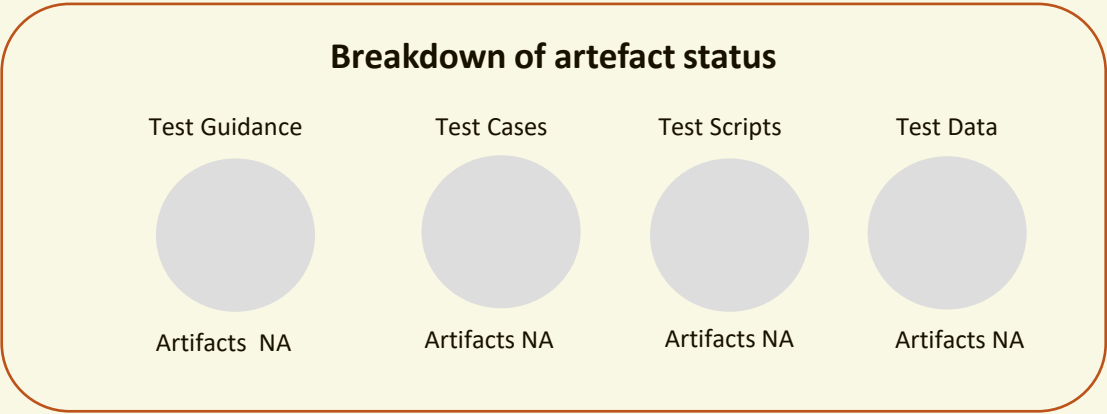 Breakdown of artefact status
Test Guidance
Test Cases
Test Scripts
Test Data
Artifacts  NA
Artifacts NA
Artifacts NA
Artifacts NA